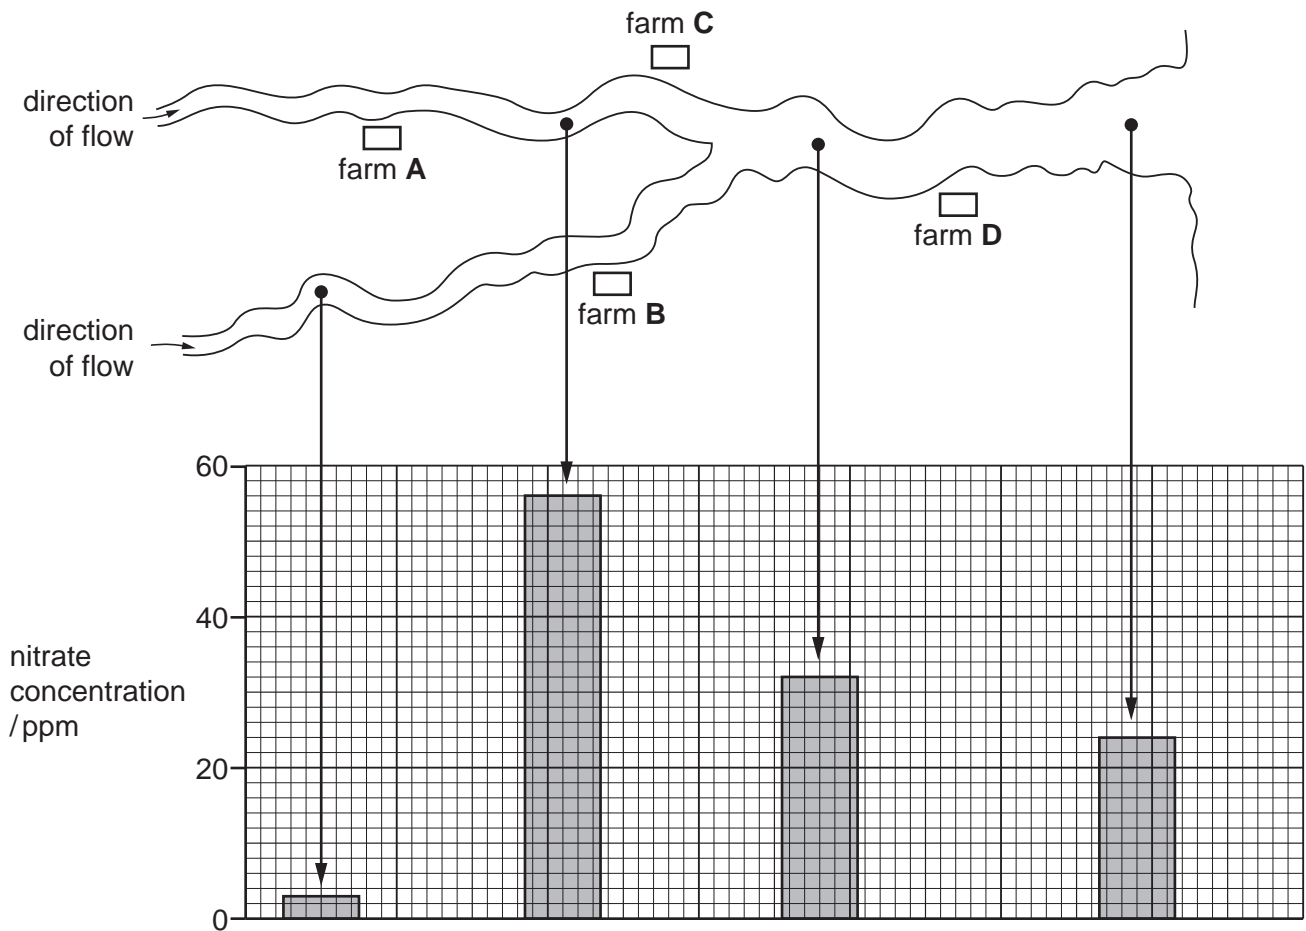 farm C
direction
of flow
farm A
farm D
farm B
direction
of flow
60
40
nitrate
concentration
/ ppm
20
0